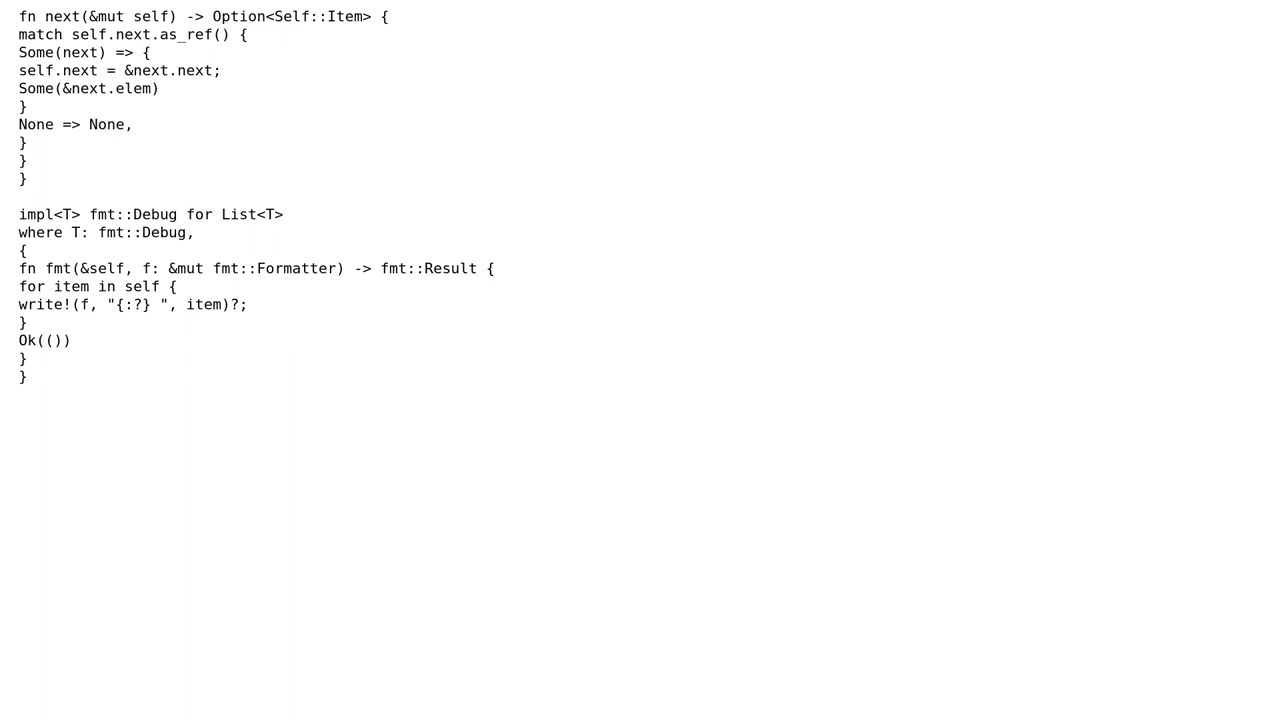 fn next(&mut self) -> Option<Self::Item> {
match self.next.as_ref() {
Some(next) => {
self.next = &next.next;
Some(&next.elem)
}
None => None,
}
}
}

impl<T> fmt::Debug for List<T>
where T: fmt::Debug,
{
fn fmt(&self, f: &mut fmt::Formatter) -> fmt::Result {
for item in self {
write!(f, "{:?} ", item)?;
}
Ok(())
}
}